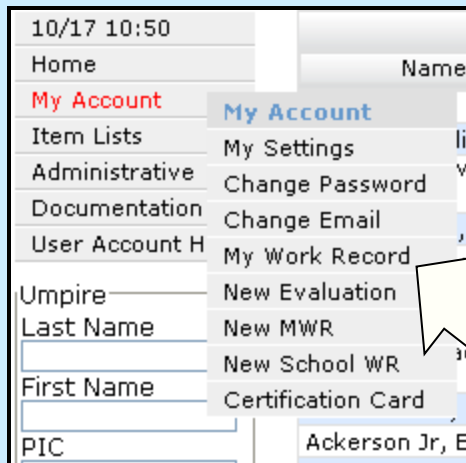 10/17 10:50
Home
My Account
Item Lists
Administrative
Documentation
User Account H
My Account
My Settings
Change Password
Change Email
My Work Record
New Evaluation
New MWR
New School WR
Certification Card
Name
Umpire
Last Name
First Name
PIC
Ackerson Jr, E